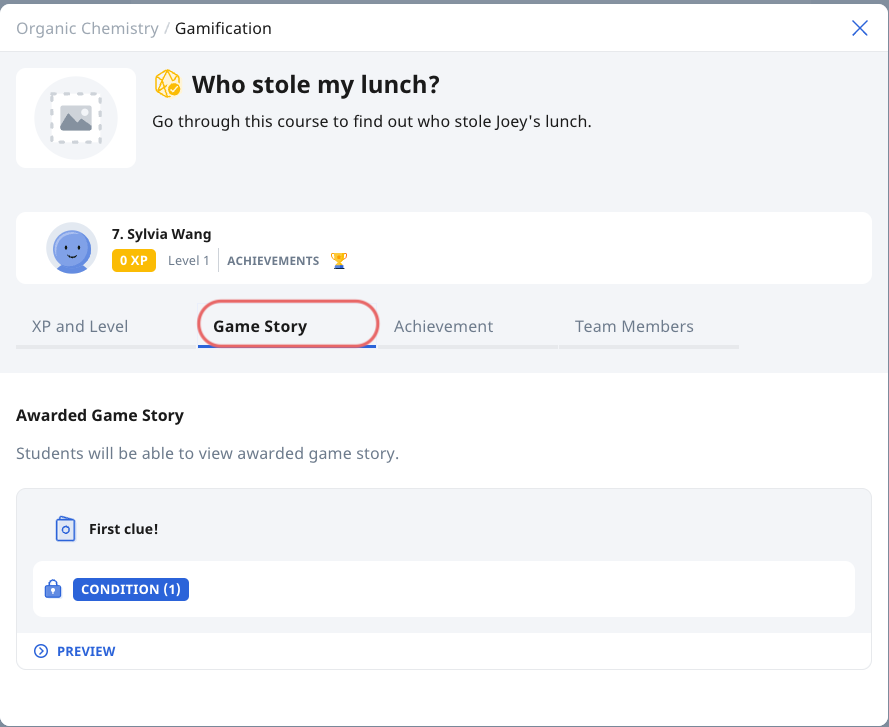 Organic Chemistry / Gamification
Who stole my lunch?
Go through this course to find out who stole Joey's lunch.
7. Sylvia Wang
0 XP Level 1 ACHIEVEMENTS
XP and Level Game Story Achievement Team Members
Awarded Game Story
Students will be able to view awarded game story.
First clue!
CONDITION (1)
PREVIEW